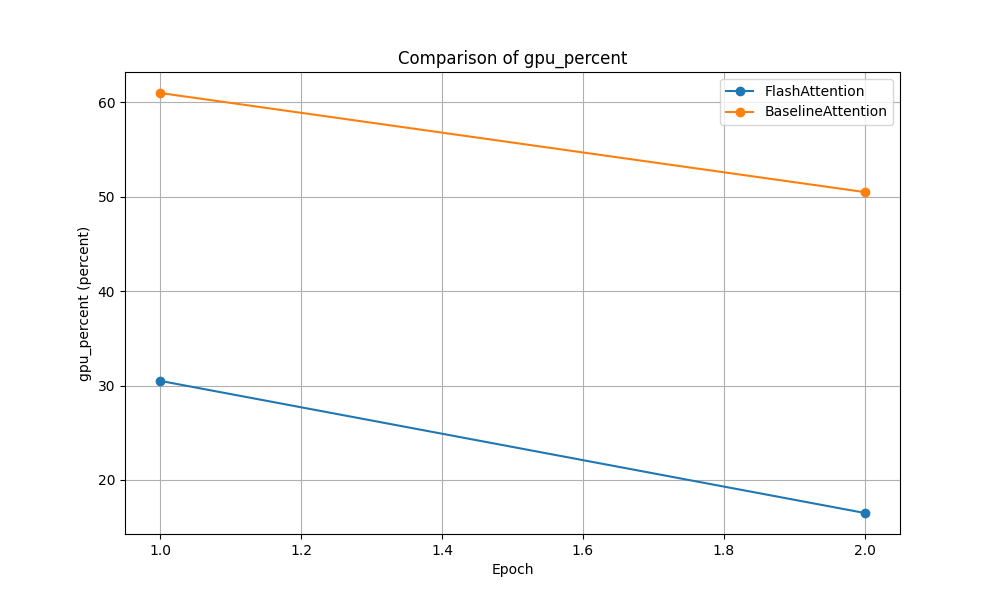 Comparison of gpu_percent
FlashAttention
BaselineAttention
gpu_percent (percent)
60
50
40
30
20
1.0 1.2 1.4 1.6 1.8 2.0
Epoch